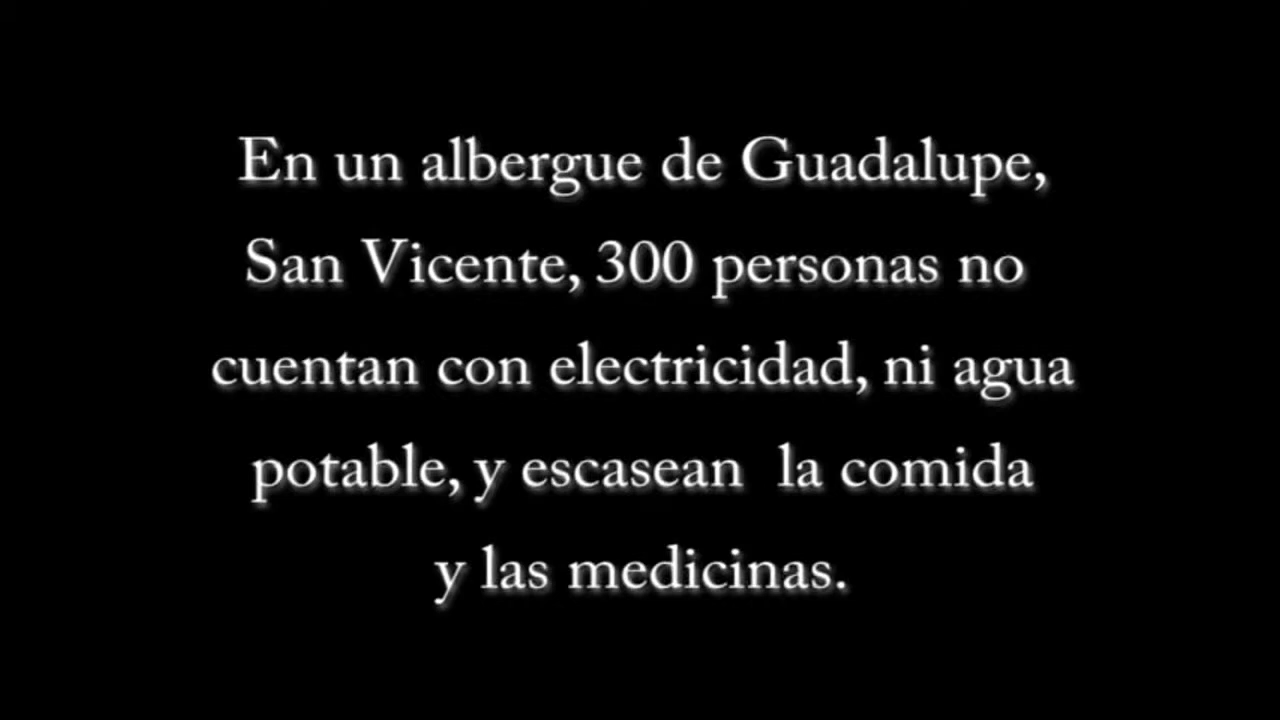 En un albergue de Guadalupe,
San Vicente, 300 personas no
cuentan con electricidad, ni agua
potable, y escasean  la comida
y las medicinas.